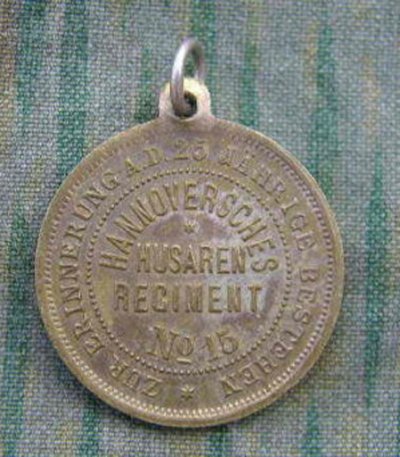 ZUR ERINNERUNG A.D. 25 JÄHRIGE BESTEHEN *
HANNOVERSCHES
*
HUSAREN
REGIMENT
No 15